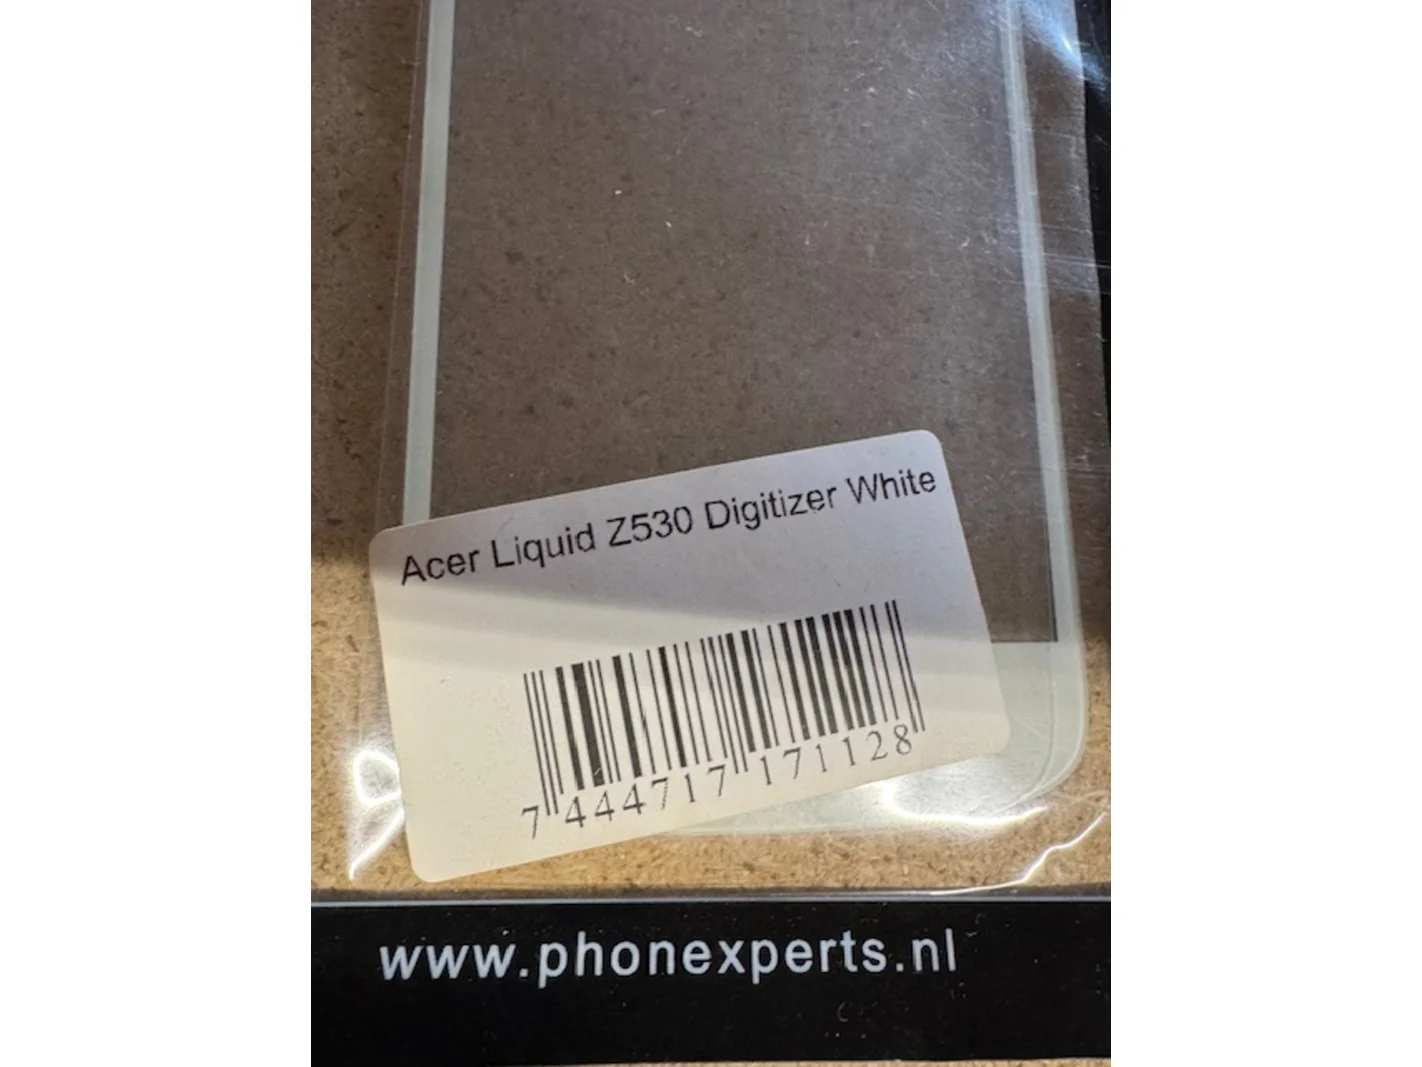 Acer Liquid Z530 Digitizer White
7 444717 171128
www.phonexperts.nl